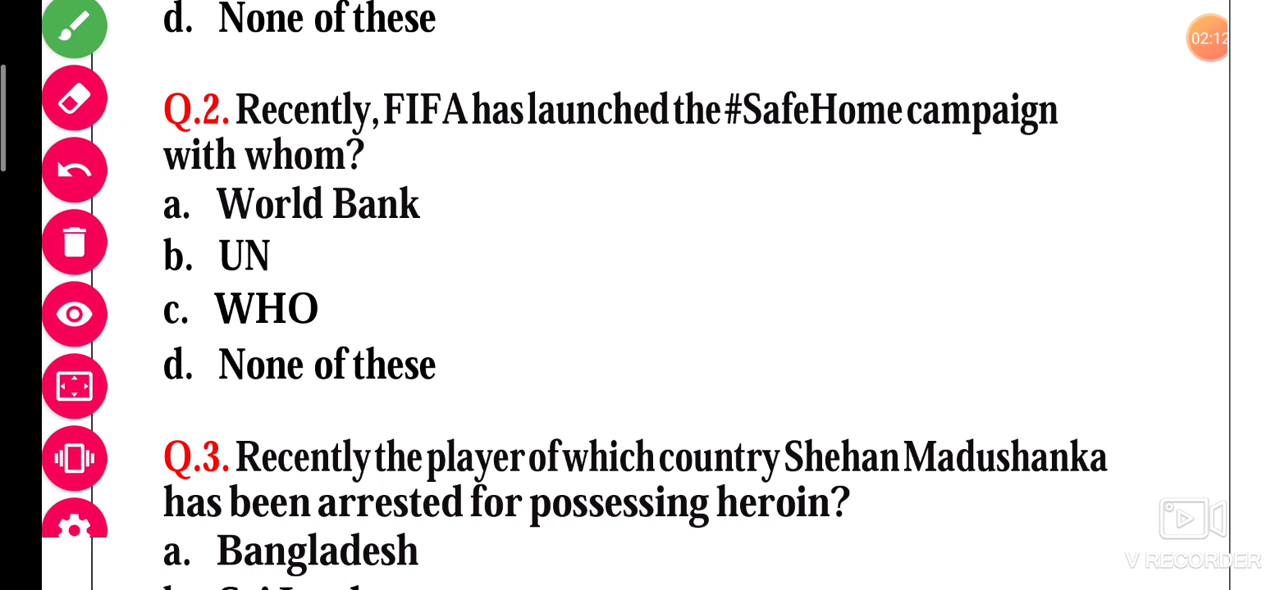 d. None of these
02:12
Q.2. Recently, FIFA has launched the #SafeHome campaign
with whom?
a. World Bank
b. UN
c. WHO
d. None of these
Q.3. Recently the player of which country Shehan Madushanka
has been arrested for possessing heroin?
a. Bangladesh
V RECORDER